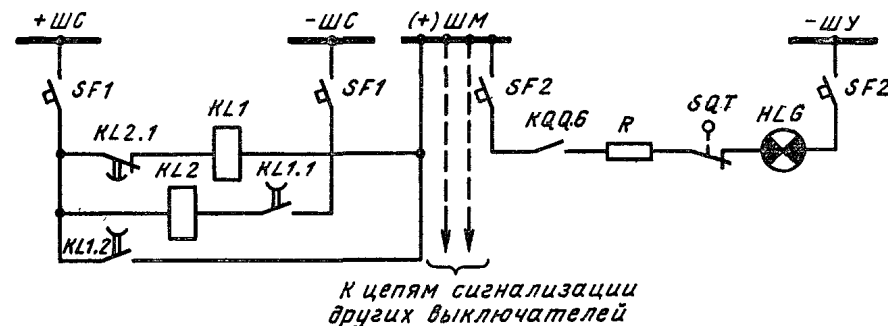 +ШС
-ШС
(+)ШМ
-ШУ
SF1
SF1
SF2
SF2
KL1
KL2.1
KL2
KL1.1
KL1.2
KQQ.6
R
SQT
HLG
К цепям сигнализации
других выключателей